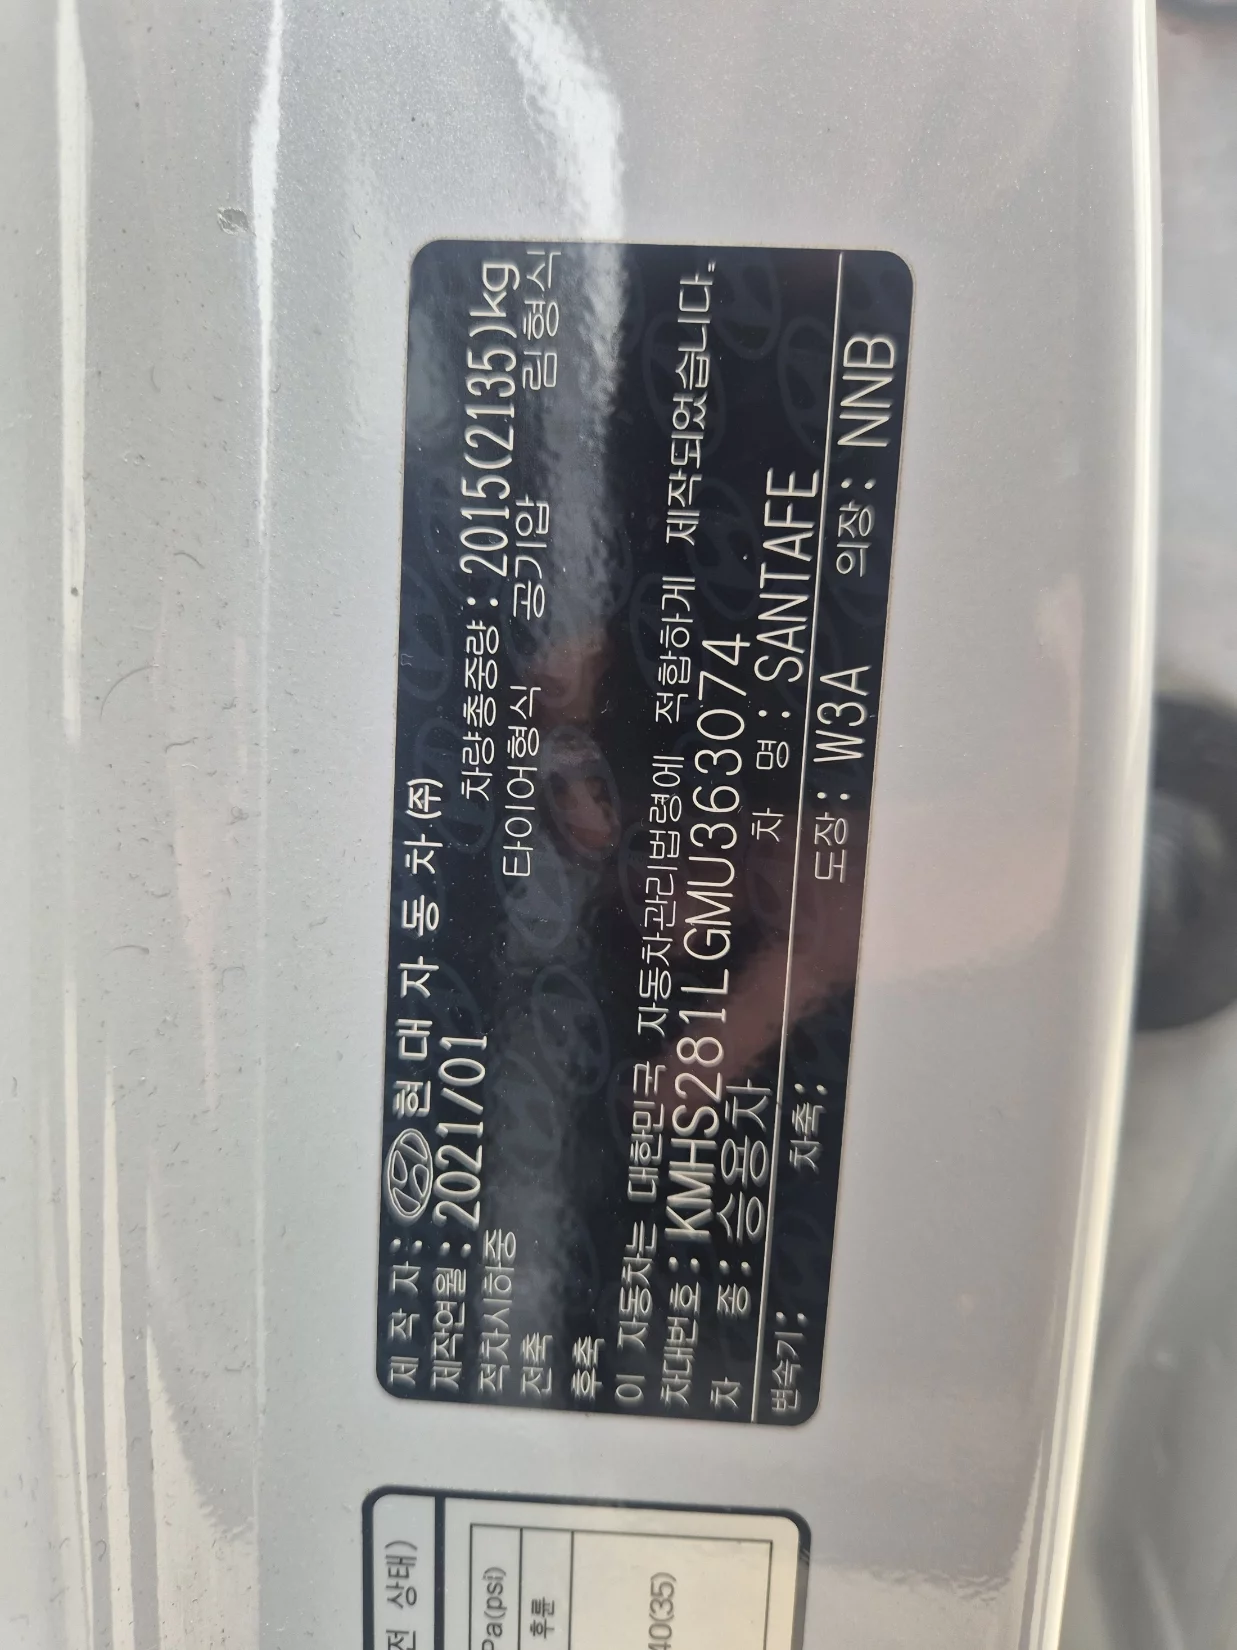 제 작 자 : 현 대 자 동 차 (주)
제작연월 : 2021/01 차량총중량 : 2015(2135)kg
적차시하중 타이어형식 공기압 림형식
전축
후축
이 자동차는 대한민국 자동차관리법령에 적합하게 제작되었습니다.
차대번호 : KMHS281LGMU363074
차 종 : 승용차 차 명 : SANTAFE
변속기 : 차축 : 도장 : W3A 의장 : NNB
전 상태)
Pa(psi)
후륜
40(35)